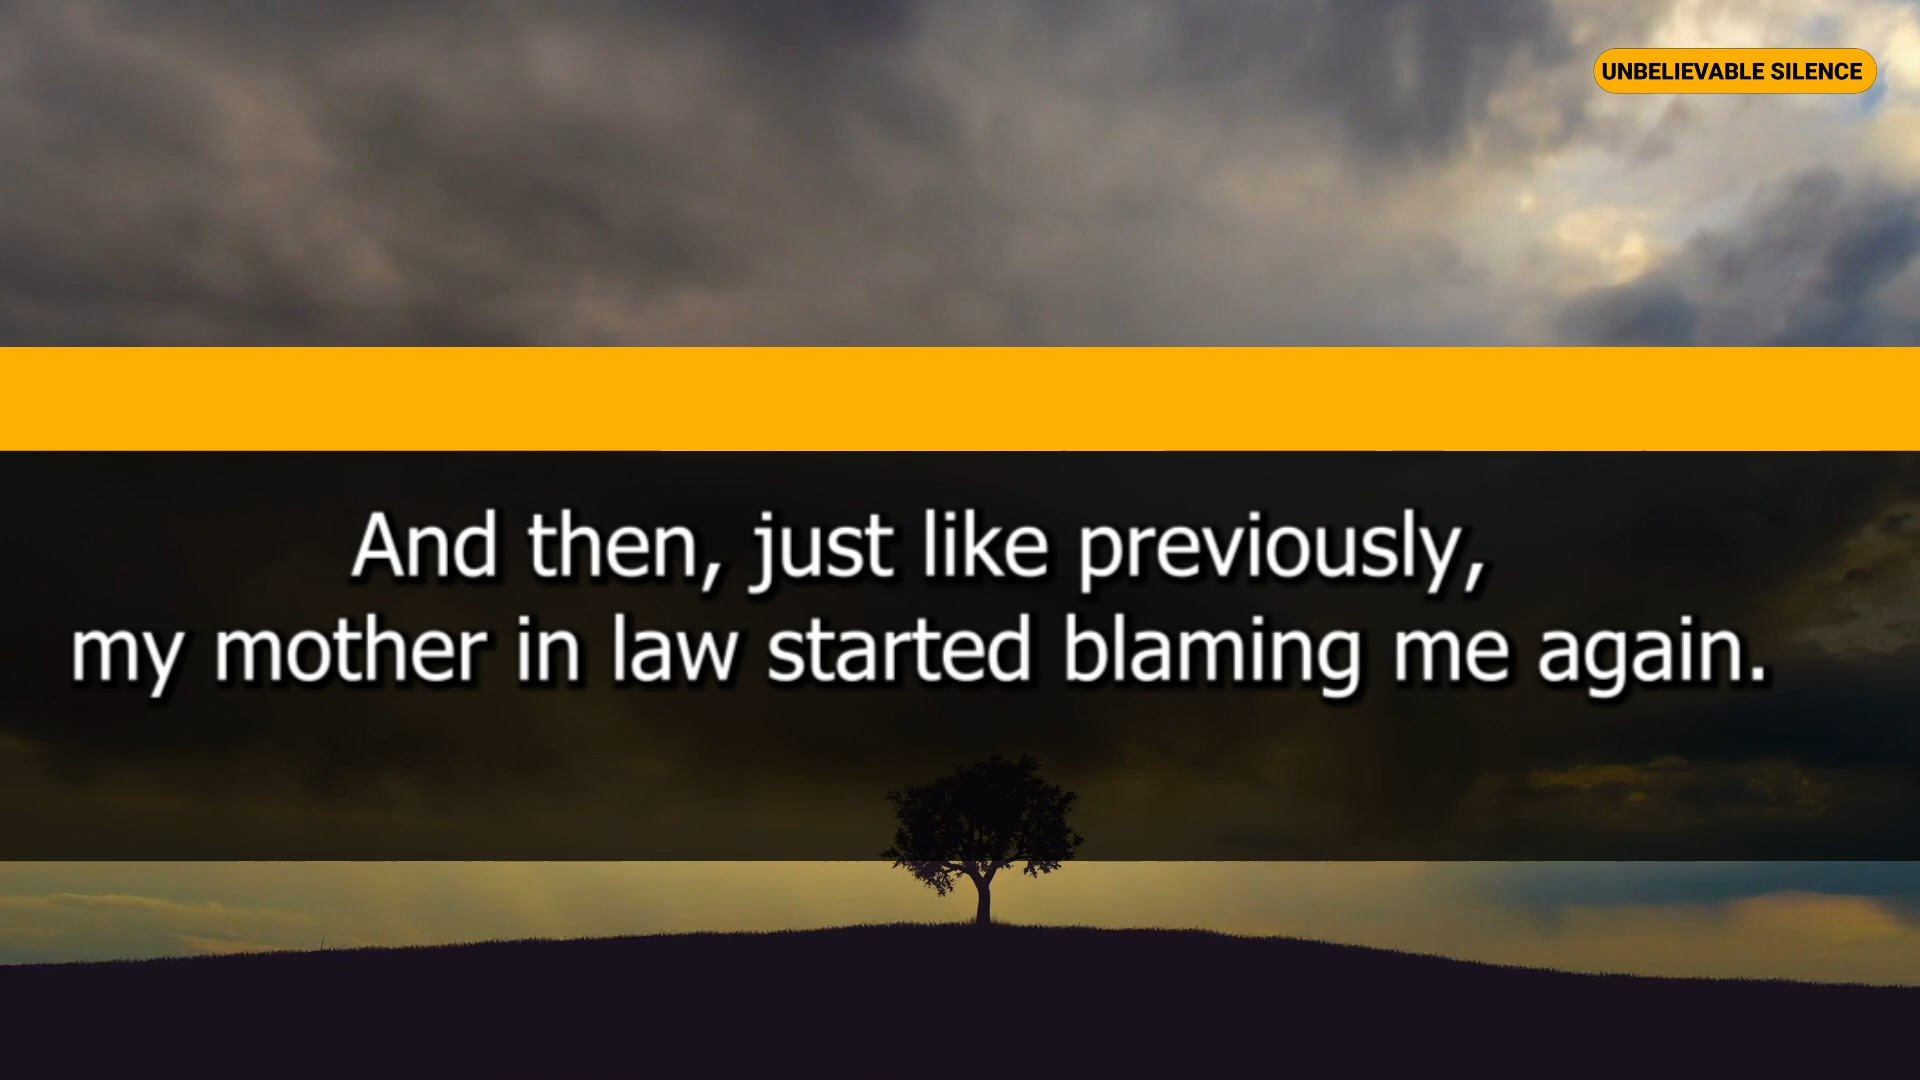 UNBELIEVABLE SILENCE
And then, just like previously,
my mother in law started blaming me again.